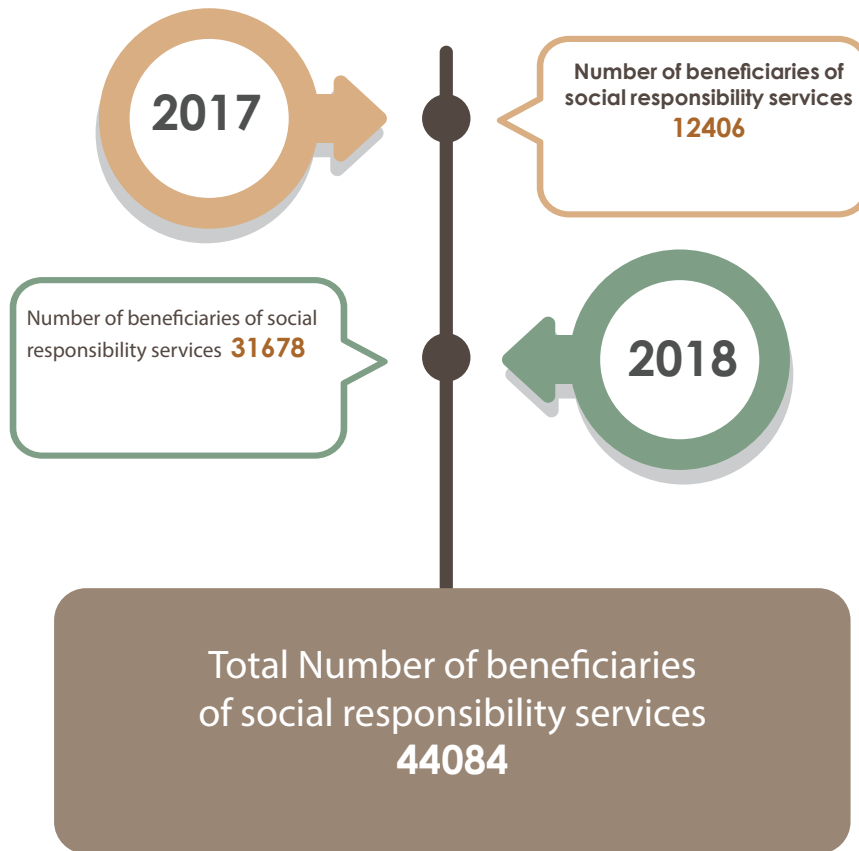 2017
Number of beneficiaries of
social responsibility services
12406
Number of beneficiaries of social
responsibility services 31678
2018
Total Number of beneficiaries
of social responsibility services
44084